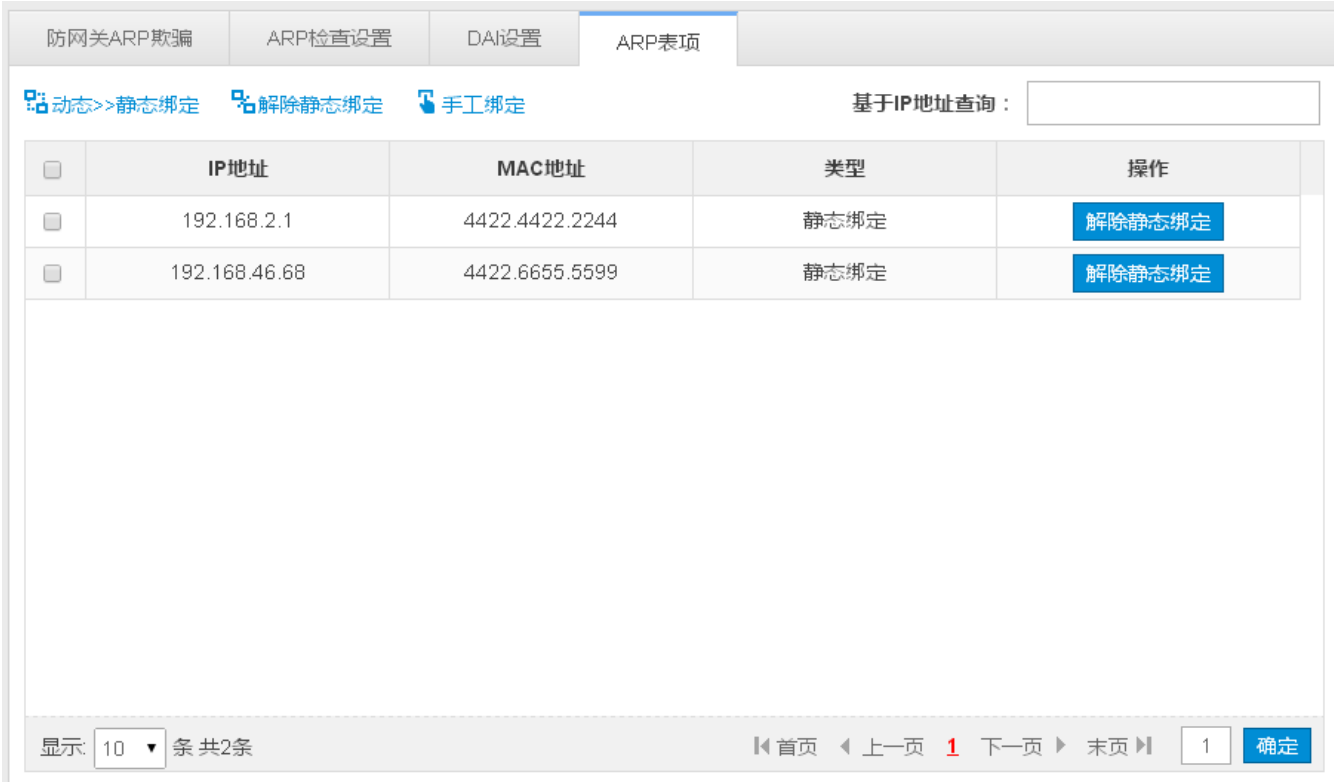 防网关ARP欺骗 ARP检查设置 DAI设置 ARP表项
动态>>静态绑定 解除静态绑定 手工绑定 基于IP地址查询：
IP地址 MAC地址 类型 操作
192.168.2.1 4422.4422.2244 静态绑定 解除静态绑定
192.168.46.68 4422.6655.5599 静态绑定 解除静态绑定
显示: 10 条 共2条 首页 上一页 1 下一页 末页 1 确定